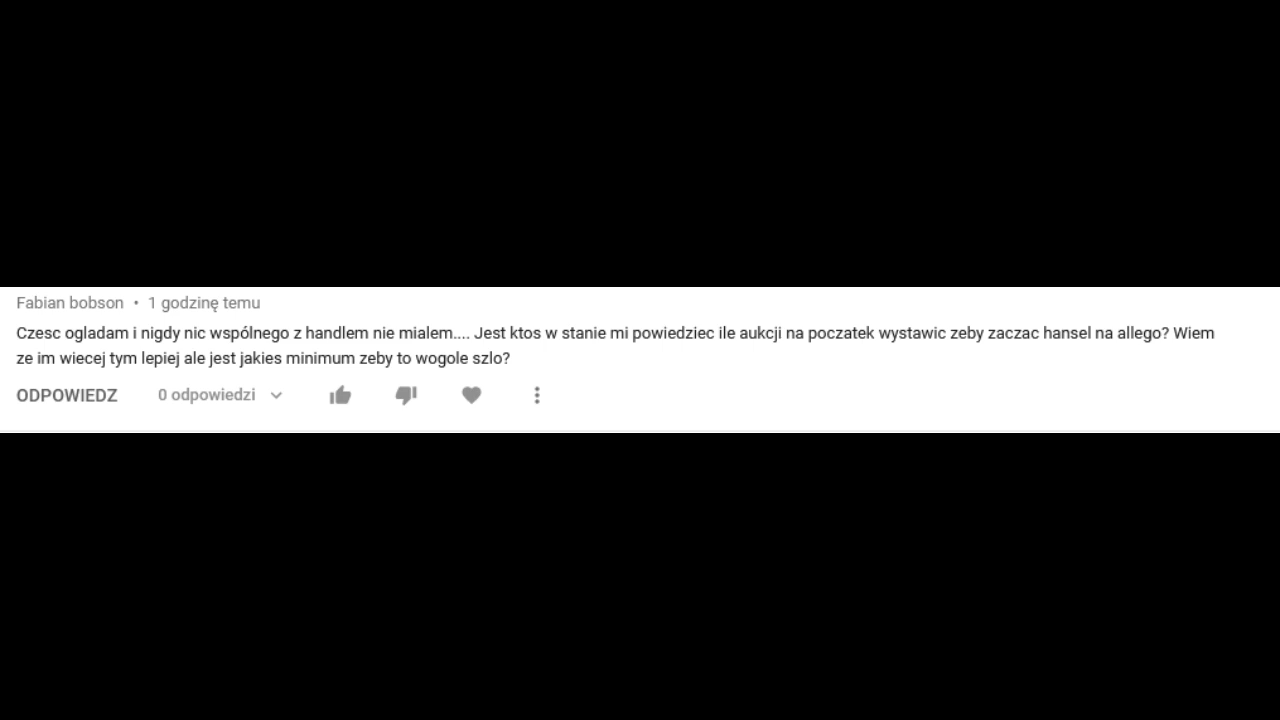 Fabian bobson • 1 godzinę temu
Czesc ogladam i nigdy nic wspólnego z handlem nie mialem.... Jest ktos w stanie mi powiedziec ile aukcji na poczatek wystawic zeby zaczac hansel na allego? Wiem
ze im wiecej tym lepiej ale jest jakies minimum zeby to wogole szlo?
ODPOWIEDZ 0 odpowiedzi